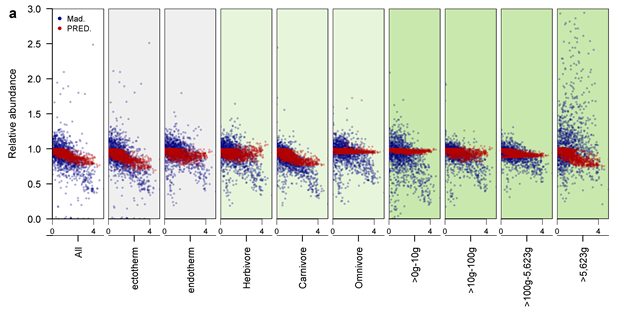 a
3.0
2.5
2.0
1.5
1.0
0.5
0.0
Relative abundance
Mad.
PRED.
0 4 0 4 0 4 0 4 0 4 0 4 0 4 0 4 0 4 0 4
All
ectotherm
endotherm
Herbivore
Carnivore
Omnivore
>0g-10g
>10g-100g
>100g-5,623g
>5,623g